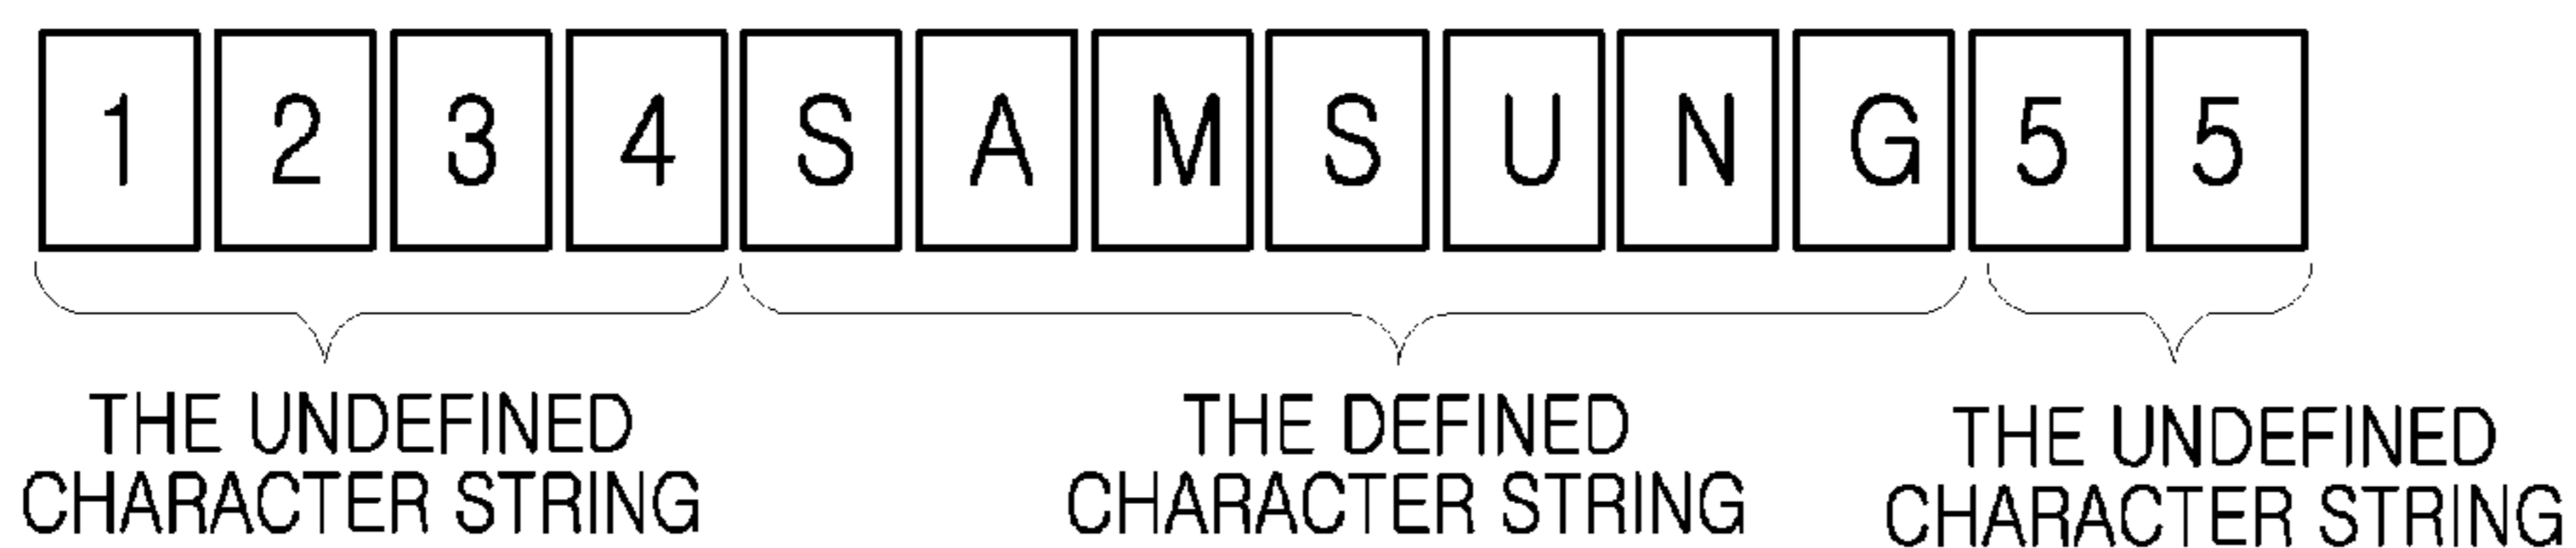 1 2 3 4 S A M S U N G 5 5
THE UNDEFINED
CHARACTER STRING
THE DEFINED
CHARACTER STRING
THE UNDEFINED
CHARACTER STRING